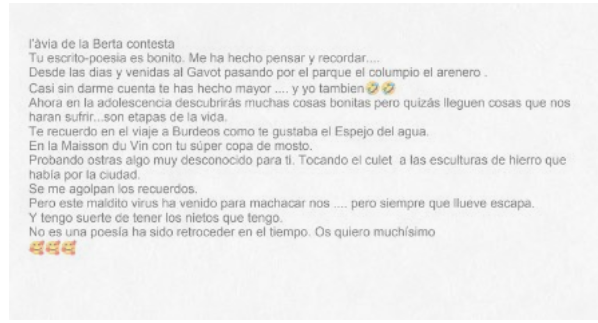 l'àvia de la Berta contesta
Tu escrito-poesia es bonito. Me ha hecho pensar y recordar....
Desde las dias y venidas al Gavot pasando por el parque el columpio el arenero .
Casi sin darme cuenta te has hecho mayor .... y yo tambien🤣🤣
Ahora en la adolescencia descubrirás muchas cosas bonitas pero quizás lleguen cosas que nos
haran sufrir...son etapas de la vida.
Te recuerdo en el viaje a Burdeos como te gustaba el Espejo del agua.
En la Maisson du Vin con tu súper copa de mosto.
Probando ostras algo muy desconocido para ti. Tocando el culet  a las esculturas de hierro que
había por la ciudad.
Se me agolpan los recuerdos.
Pero este maldito virus ha venido para machacar nos .... pero siempre que llueve escapa.
Y tengo suerte de tener los nietos que tengo.
No es una poesía ha sido retroceder en el tiempo. Os quiero muchísimo
🥰🥰🥰